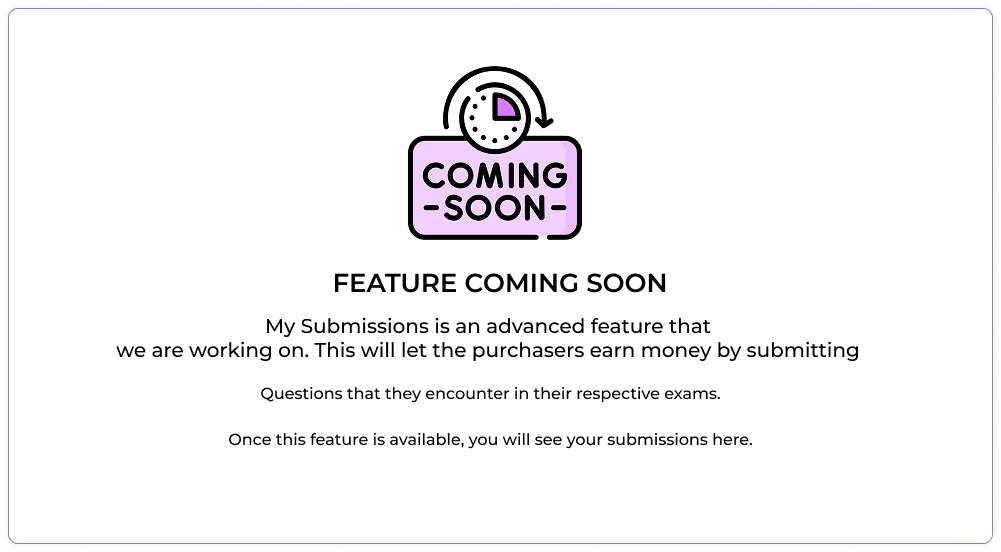 COMING
-SOON-
FEATURE COMING SOON
My Submissions is an advanced feature that
we are working on. This will let the purchasers earn money by submitting
Questions that they encounter in their respective exams.
Once this feature is available, you will see your submissions here.